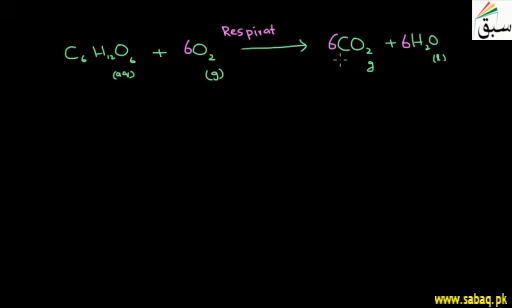 سبق
Respirat
C₆H₁₂O₆ + 6O₂ ⟶ 6CO₂ + 6H₂O
(aq) (g) g (l)
www.sabaq.pk